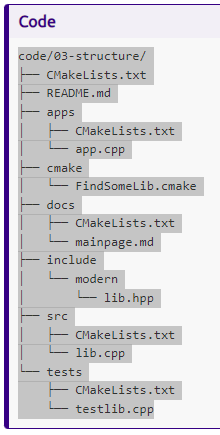 Code
code/03-structure/
├── CMakeLists.txt
├── README.md
├── apps
│   ├── CMakeLists.txt
│   └── app.cpp
├── cmake
│   └── FindSomeLib.cmake
├── docs
│   ├── CMakeLists.txt
│   └── mainpage.md
├── include
│   └── modern
│       └── lib.hpp
├── src
│   ├── CMakeLists.txt
│   └── lib.cpp
└── tests
    ├── CMakeLists.txt
    └── testlib.cpp